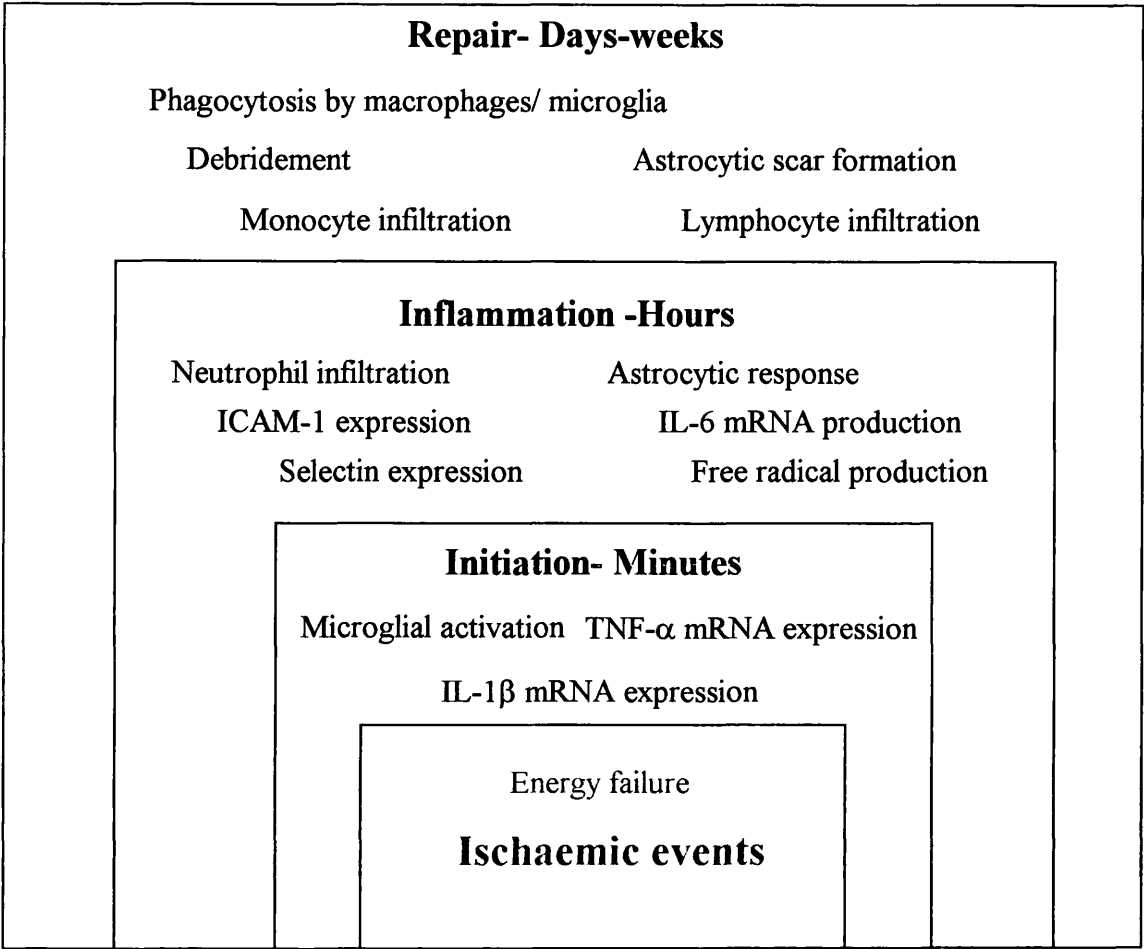 Repair- Days-weeks
Phagocytosis by macrophages/ microglia
Debridement Astrocytic scar formation
Monocyte infiltration Lymphocyte infiltration
Inflammation -Hours
Neutrophil infiltration Astrocytic response
ICAM-1 expression IL-6 mRNA production
Selectin expression Free radical production
Initiation- Minutes
Microglial activation TNF-α mRNA expression
IL-1β mRNA expression
Energy failure
Ischaemic events